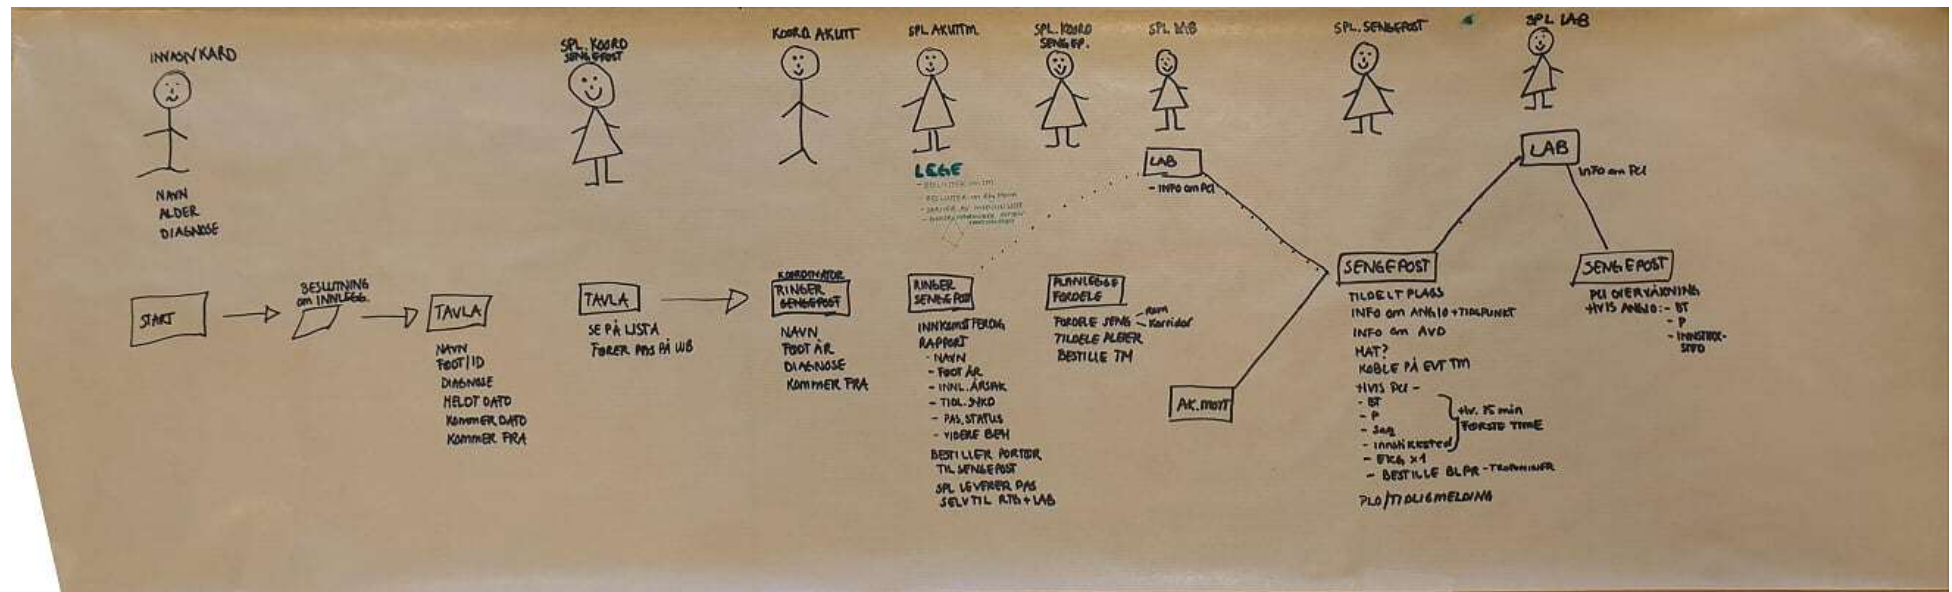 INVASIV KARD
NAVN
ALDER
DIAGNOSE
START
BESLUTNING
om INNLEGG.
TAVLA
NAVN
FØDT/ID
DIAGNOSE
MELDT DATO
KOMMER DATO
KOMMER FRA
SPL. KOORD
SENGEPOST
TAVLA
SE PÅ LISTA
FØRER PAS PÅ WB
KOORD AKUTT
KOORDINATOR
RINGER
SENGEPOST
NAVN
FØDT ÅR
DIAGNOSE
KOMMER FRA
SPL AKUTTM.
LEGE
- BESLUTTER om TM
RINGER
SENGEPOST
INNKOMST FERDIG
RAPPORT
- NAVN
- FØDT ÅR
- INNL. ÅRSAK
- TIDL. SYKD
- PAS. STATUS
- VIDERE BEH
BESTILLER PORTØR
TIL SENGEPOST
SPL LEVERER PAS
SELV TIL RTG + LAB
SPL. KOORD
SENGEP.
PLANLEGGE
FORDELE
FORDELE SENG - Rom
- Korridor
TILDELE PLEIER
BESTILLE TM
SPL LAB
LAB
- INFO om PCI
AK. MOTT
SPL. SENGEPOST
SENGEPOST
TILDELT PLASS
INFO om ANGIO + TIDSPUNKT
INFO om AVD
MAT?
KOBLE PÅ EVT TM
HVIS PCI -
- BT
- P
- Innstikksted
Hv. 15 min
FØRSTE TIME
- EKG x1
- BESTILLE BLPR - TROPONINER
PLO/TIDLIGMELDING
SPL LAB
LAB
INFO om PCI
SENGEPOST
PCI OVERVÅKNING
HVIS ANGIO: - BT
- P
- INNSTIKK-
STED